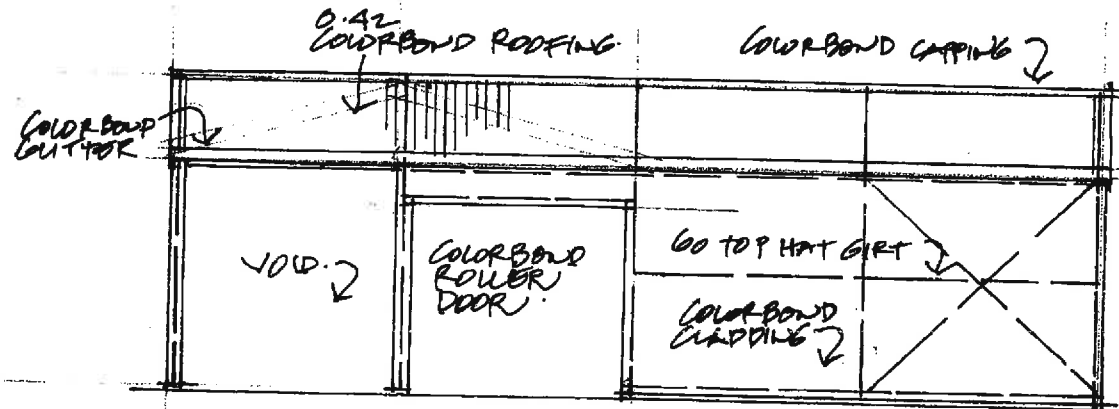 0.42
COLORBOND ROOFING.
COLORBOND CAPPING
COLORBOND
GUTTER
VOID.
COLORBOND
ROLLER
DOOR.
60 TOP HAT GIRT
COLORBOND
CLADDING